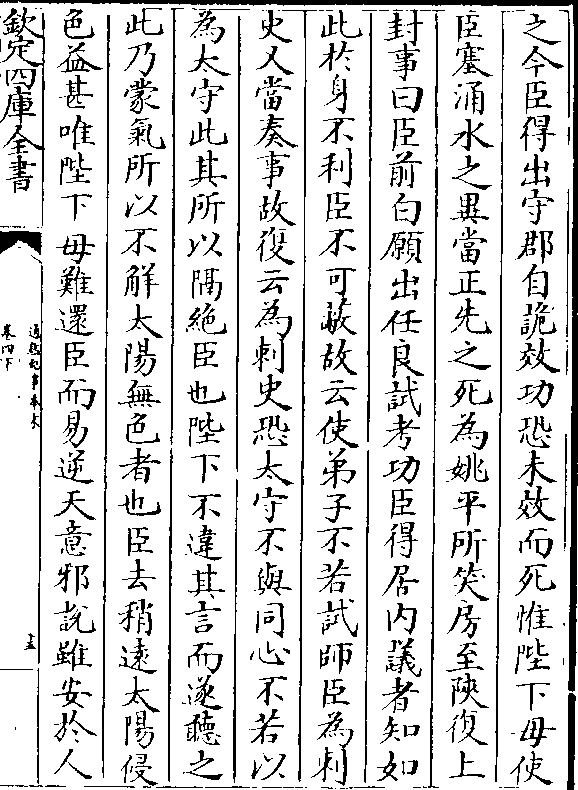 之今臣得出守郡自詭效功恐未效而死惟陛下毋使
臣塞涌水之異當正先之死為姚平所笑房至陝復上
封事曰臣前白願出任良試考功臣得居内議者知如
此於身不利臣不可蔽故云使弟子不若試師臣為刺
史又當奏事故復云為刺史恐太守不與同心不若以
為太守此其所以隔絶臣也陛下不違其言而遂聽之
此乃蒙氣所以不解太陽無色者也臣去稍逺太陽侵
色益甚唯陛下毋難還臣而易逆天意邪説雖安於人
欽定四庫全書
通鑑紀事本末
卷四下